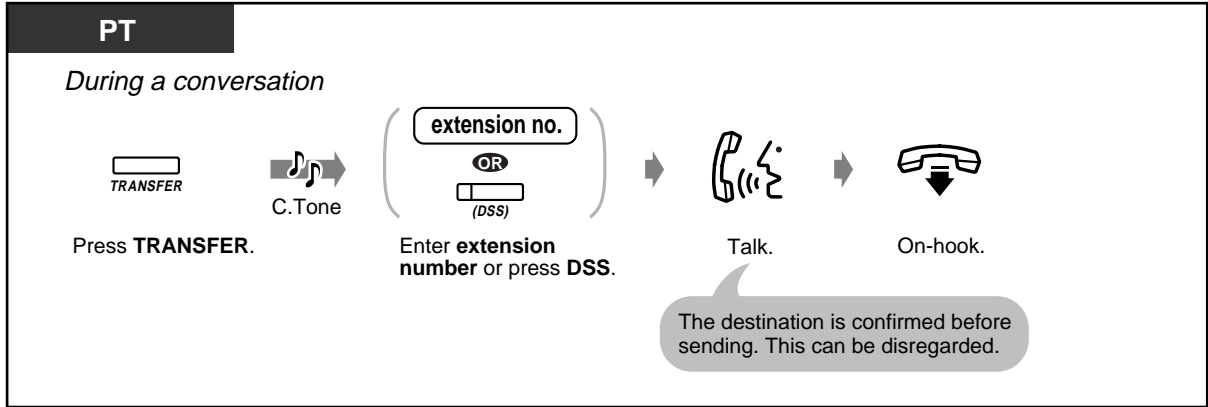 PT
During a conversation
TRANSFER
C.Tone
extension no.
OR
(DSS)
Press TRANSFER.
Enter extension
number or press DSS.
Talk.
On-hook.
The destination is confirmed before
sending. This can be disregarded.